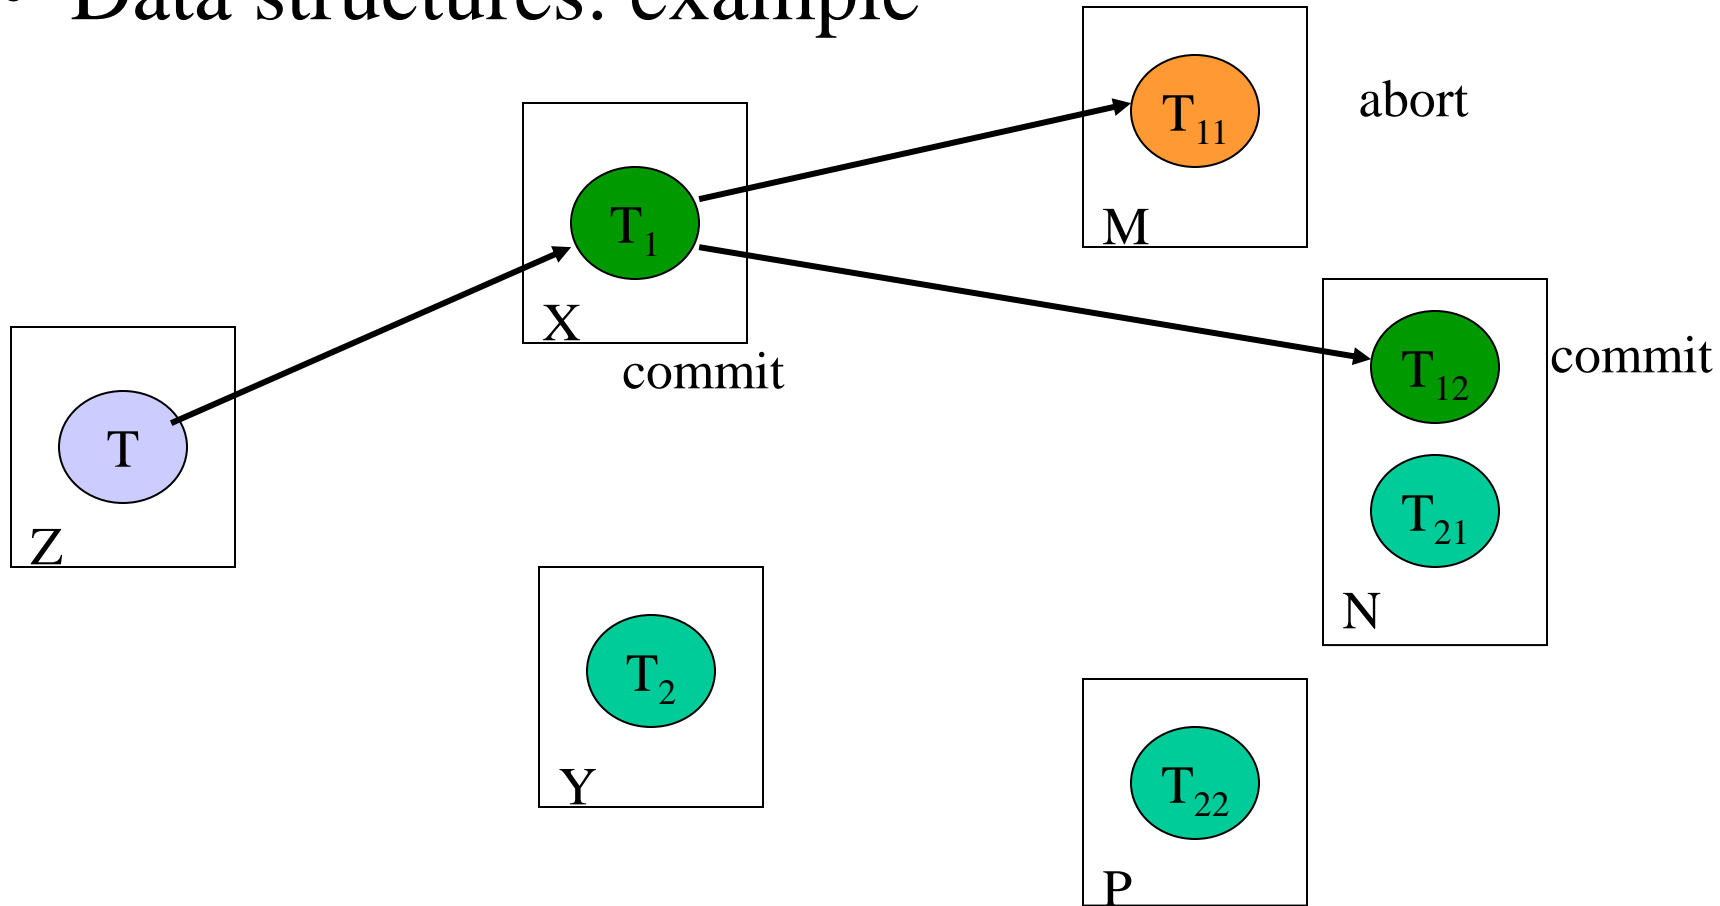 • Data structures: example
T₁₁
abort
M
T₁
X
commit
T₁₂
commit
T₂₁
N
T
Z
T₂
Y
T₂₂
P